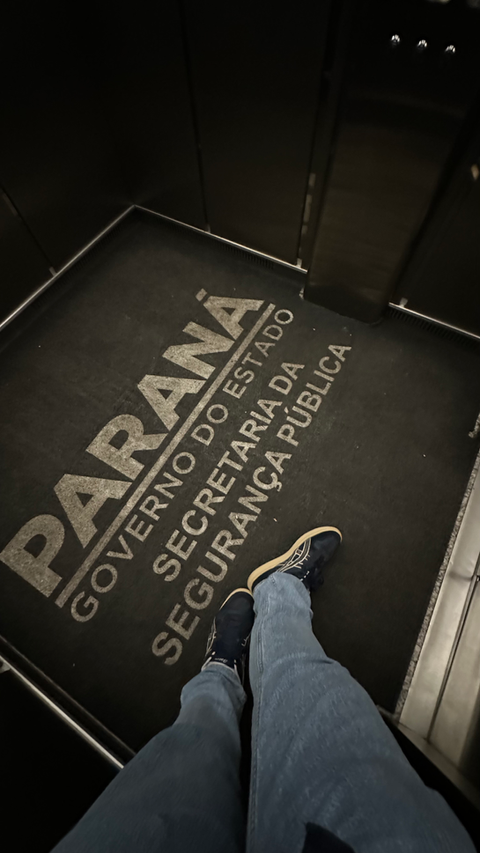 PARANÁ
GOVERNO DO ESTADO
SECRETARIA DA
SEGURANÇA PÚBLICA